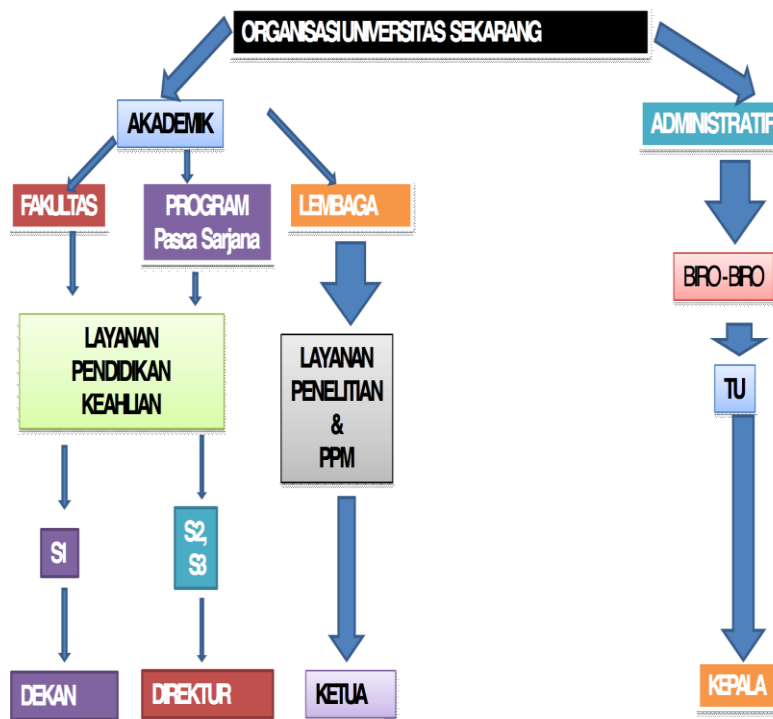 ORGANISASI UNIVERSITAS SEKARANG
AKADEMIK
ADMINISTRATIF
FAKULTAS
PROGRAM
Pasca Sarjana
LEMBAGA
BIRO - BIRO
LAYANAN
PENDIDIKAN
KEAHLIAN
LAYANAN
PENELITIAN
&
PPM
TU
S1
S2,
S3
DEKAN
DIREKTUR
KETUA
KEPALA